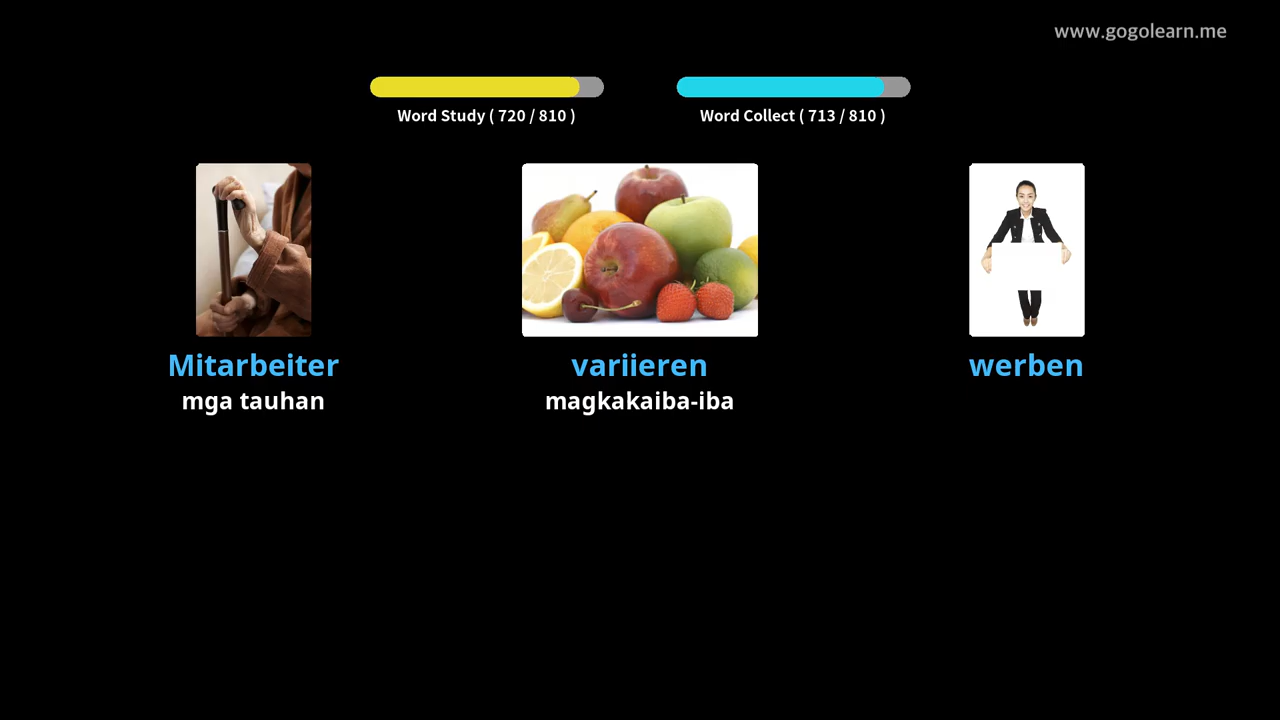 www.gogolearn.me
Word Study ( 720 / 810 )
Word Collect ( 713 / 810 )
Mitarbeiter
mga tauhan
variieren
magkakaiba-iba
werben